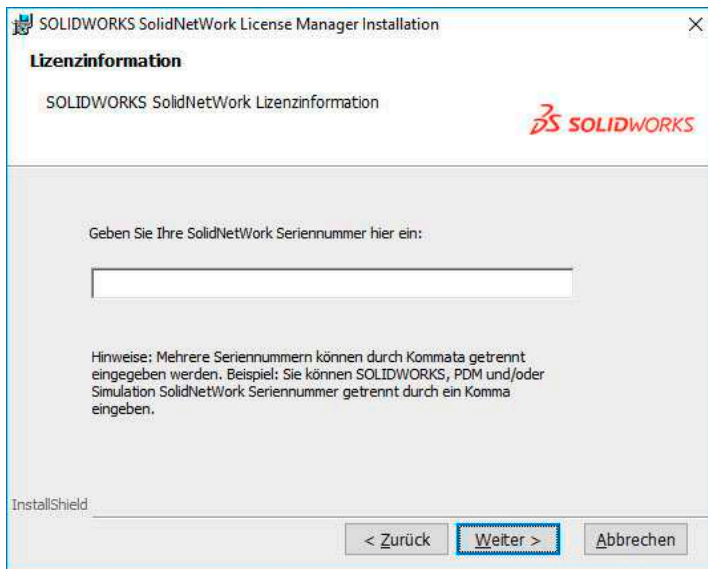 SOLIDWORKS SolidNetWork License Manager Installation
Lizenzinformation
SOLIDWORKS SolidNetWork Lizenzinformation
SOLIDWORKS
Geben Sie Ihre SolidNetWork Seriennummer hier ein:
Hinweise: Mehrere Seriennummern können durch Kommata getrennt
eingegeben werden. Beispiel: Sie können SOLIDWORKS, PDM und/oder
Simulation SolidNetWork Seriennummer getrennt durch ein Komma
eingeben.
InstallShield
< Zurück Weiter > Abbrechen